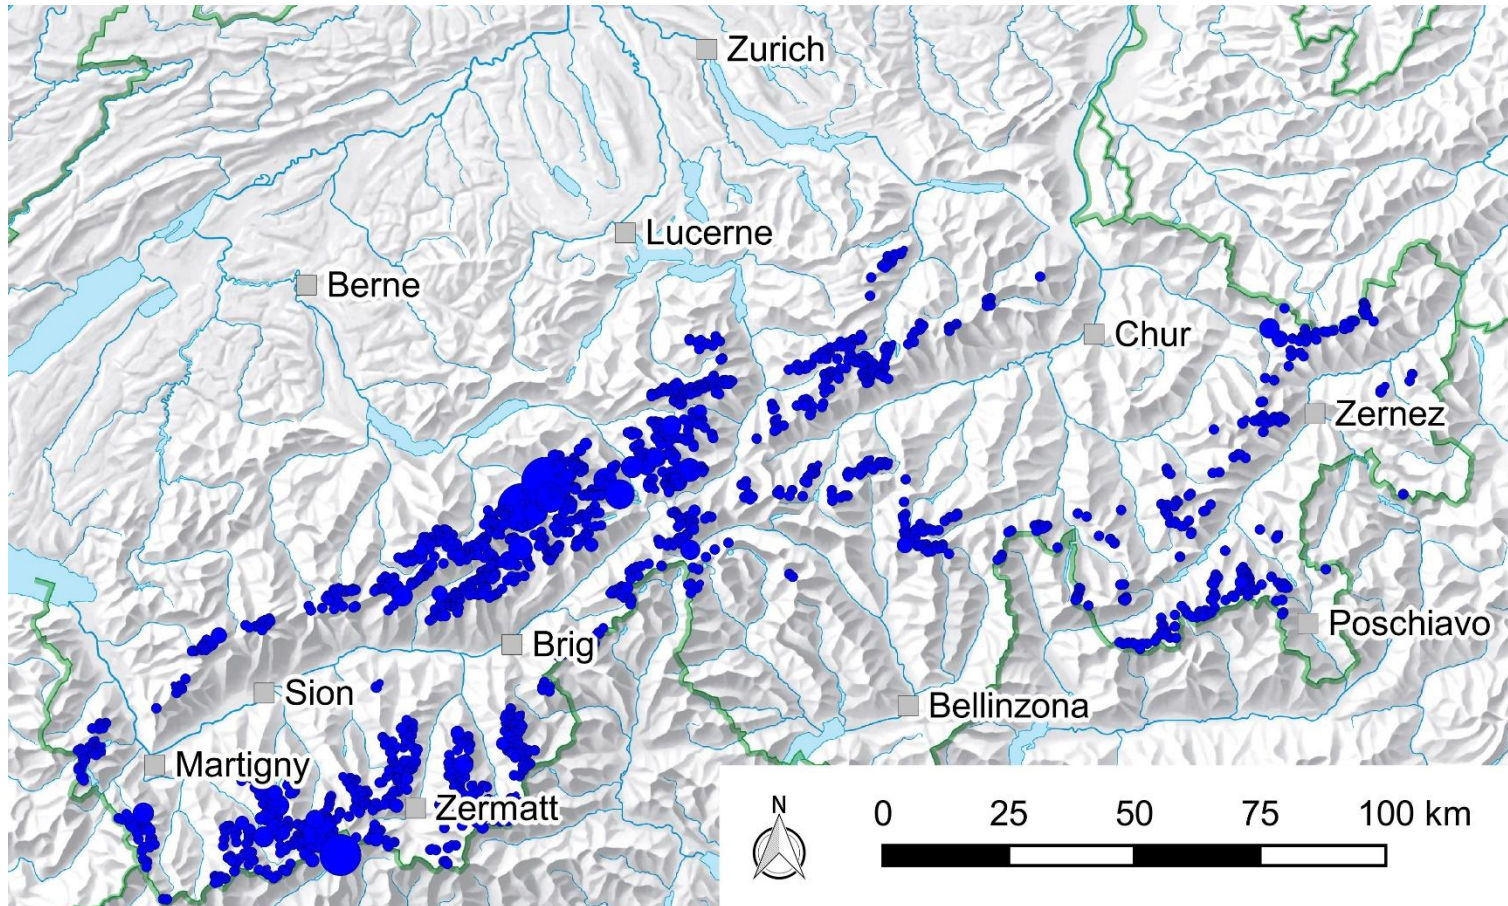 Zurich
Lucerne
Berne
Chur
Zernez
Brig
Poschiavo
Sion
Bellinzona
Martigny
Zermatt
N
0 25 50 75 100 km